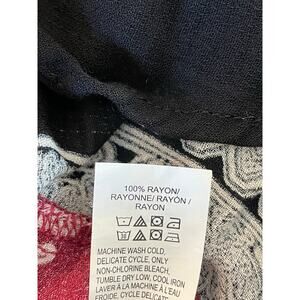 100% RAYON/
RAYONNE/ RAYÓN /
RAYON
MACHINE WASH COLD,
DELICATE CYCLE, ONLY
NON-CHLORINE BLEACH,
TUMBLE DRY LOW, COOL IRON
LAVER À LA MACHINE À EAU
FROIDE, CYCLE DÉLICATE